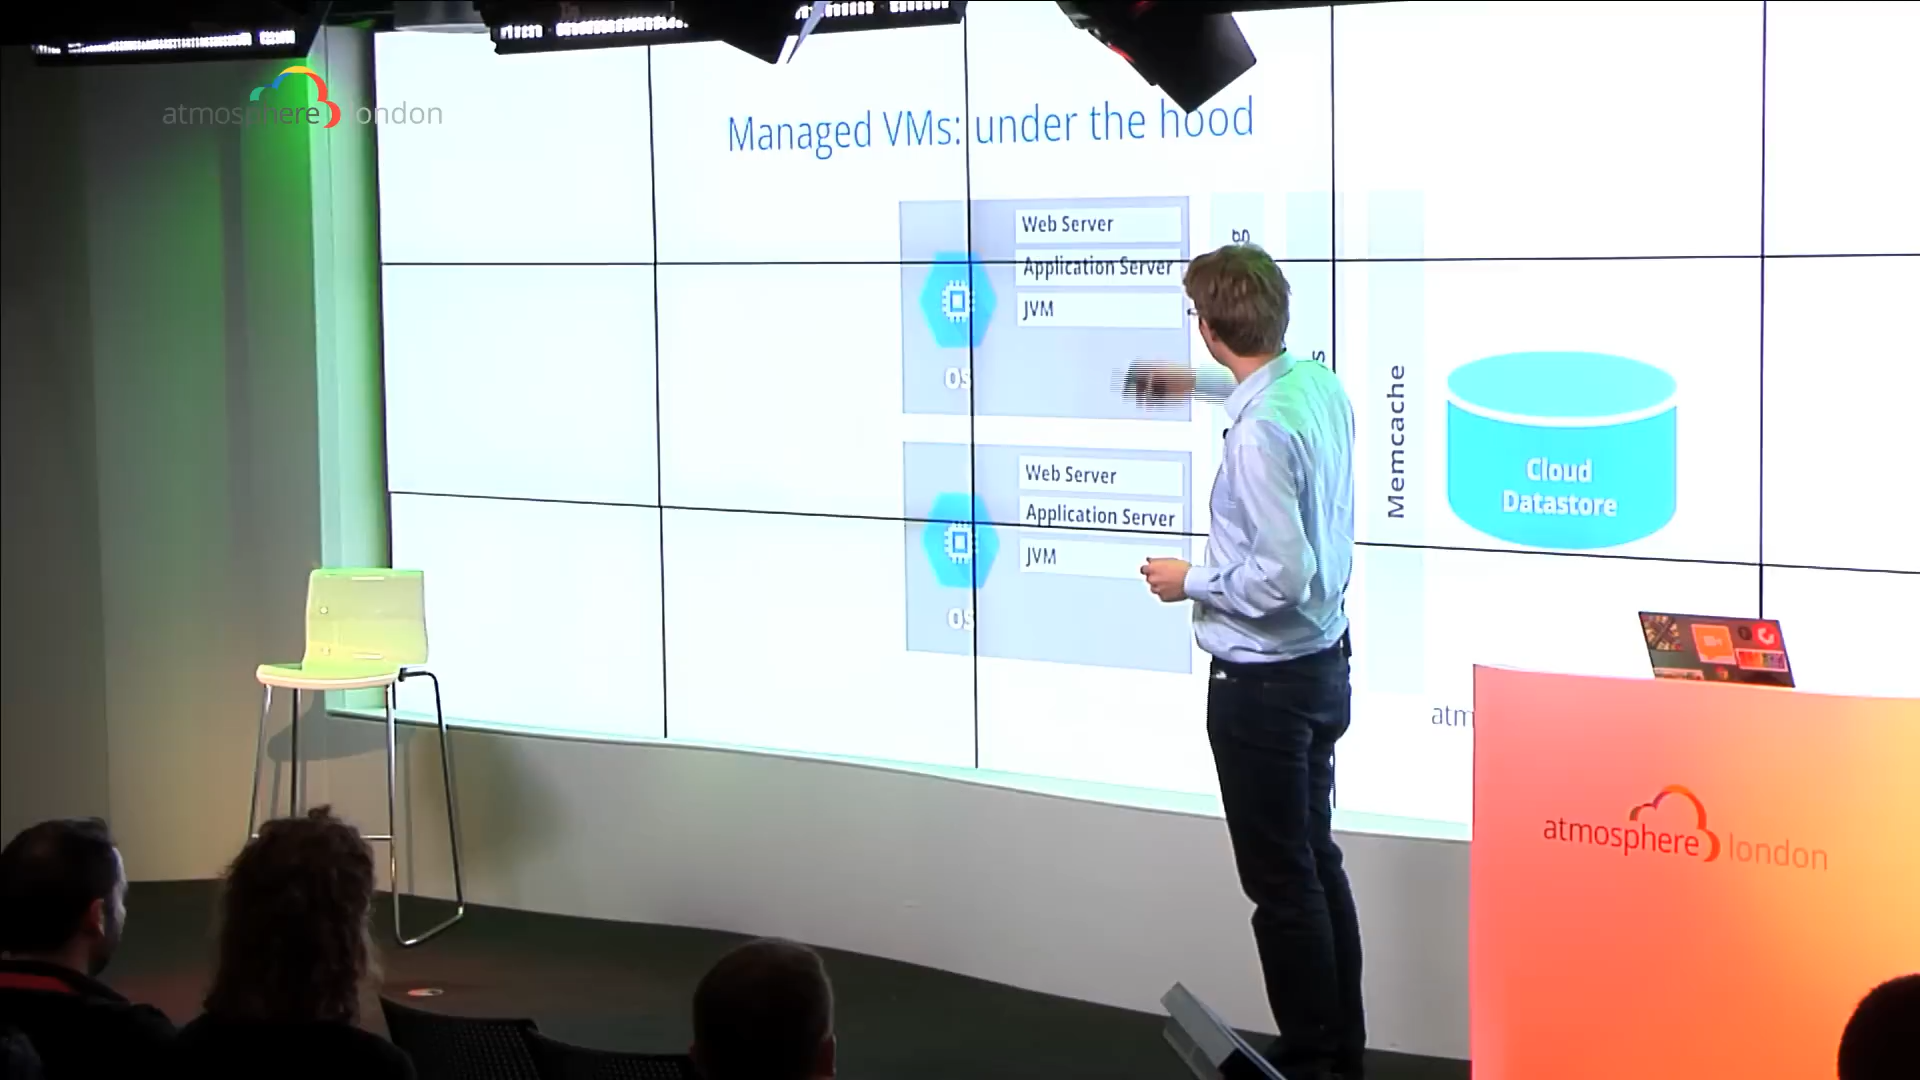 atmosphere london
Managed VMs: under the hood
Web Server
Application Server
JVM
OS
Web Server
Application Server
JVM
OS
Memcache
Cloud
Datastore
atm
atmosphere london